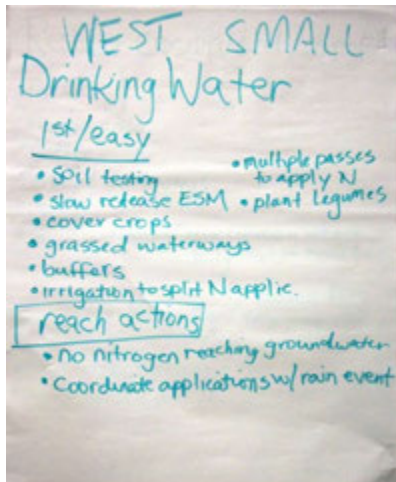 WEST SMALL
Drinking Water
1st/easy
• Soil testing
• slow release ESM
• cover crops
• grassed waterways
• buffers
• irrigation to split N applic.
• multiple passes
to apply N
• plant legumes
reach actions
• no nitrogen reaching groundwater
• Coordinate applications w/ rain event